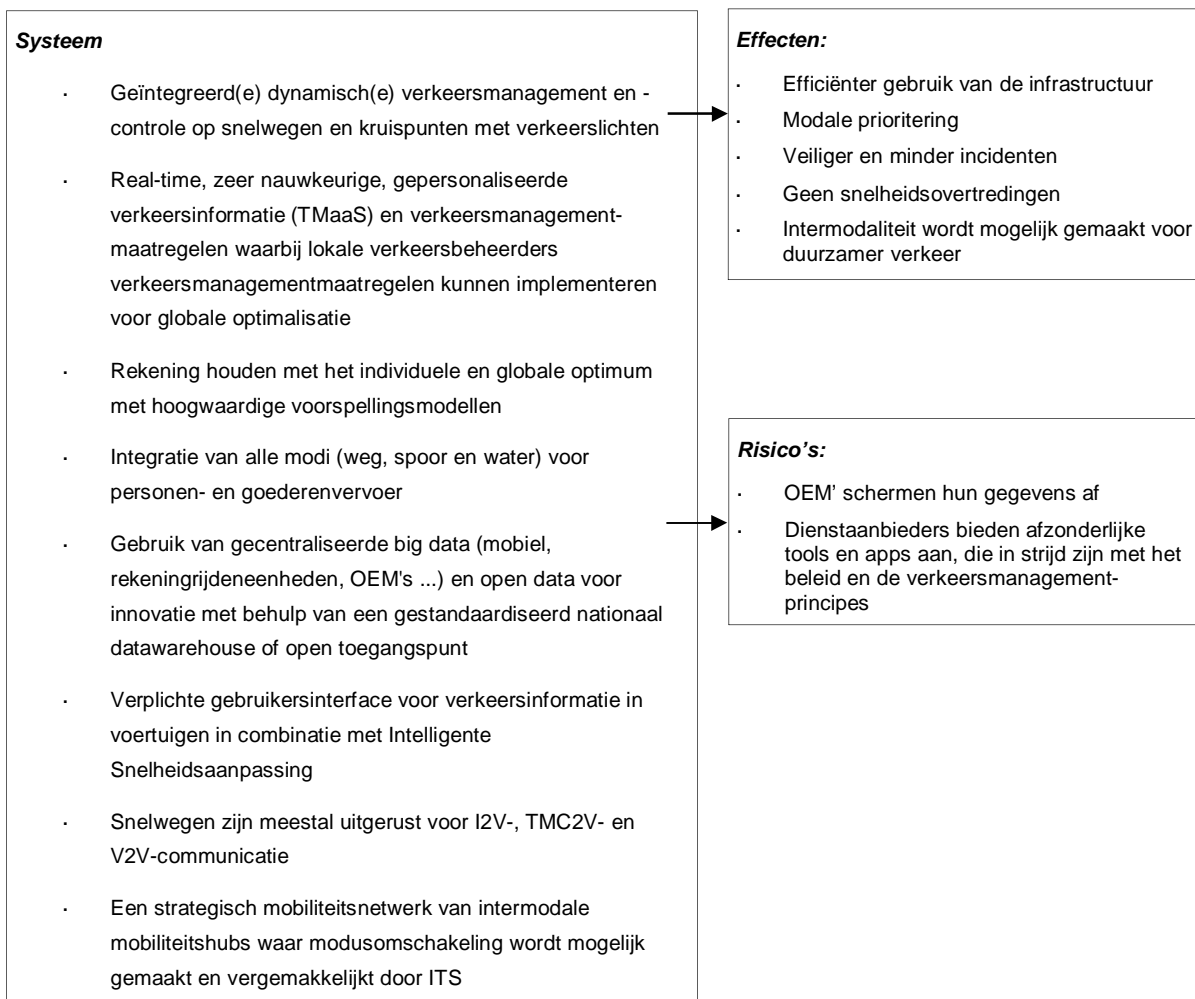 Systeem
· Geïntegreerd(e) dynamisch(e) verkeersmanagement en -
controle op snelwegen en kruispunten met verkeerslichten
· Real-time, zeer nauwkeurige, gepersonaliseerde
verkeersinformatie (TMaaS) en verkeersmanagement-
maatregelen waarbij lokale verkeersbeheerders
verkeersmanagementmaatregelen kunnen implementeren
voor globale optimalisatie
· Rekening houden met het individuele en globale optimum
met hoogwaardige voorspellingsmodellen
· Integratie van alle modi (weg, spoor en water) voor
personen- en goederenvervoer
· Gebruik van gecentraliseerde big data (mobiel,
rekeningrijdeneenheden, OEM's ...) en open data voor
innovatie met behulp van een gestandaardiseerd nationaal
datawarehouse of open toegangspunt
· Verplichte gebruikersinterface voor verkeersinformatie in
voertuigen in combinatie met Intelligente
Snelheidsaanpassing
· Snelwegen zijn meestal uitgerust voor I2V-, TMC2V- en
V2V-communicatie
· Een strategisch mobiliteitsnetwerk van intermodale
mobiliteitshubs waar modusomschakeling wordt mogelijk
gemaakt en vergemakkelijkt door ITS
Effecten:
· Efficiënter gebruik van de infrastructuur
· Modale prioritering
· Veiliger en minder incidenten
· Geen snelheidsovertredingen
· Intermodaliteit wordt mogelijk gemaakt voor
duurzamer verkeer
Risico's:
· OEM' schermen hun gegevens af
· Dienstaanbieders bieden afzonderlijke
tools en apps aan, die in strijd zijn met het
beleid en de verkeersmanagement-
principes